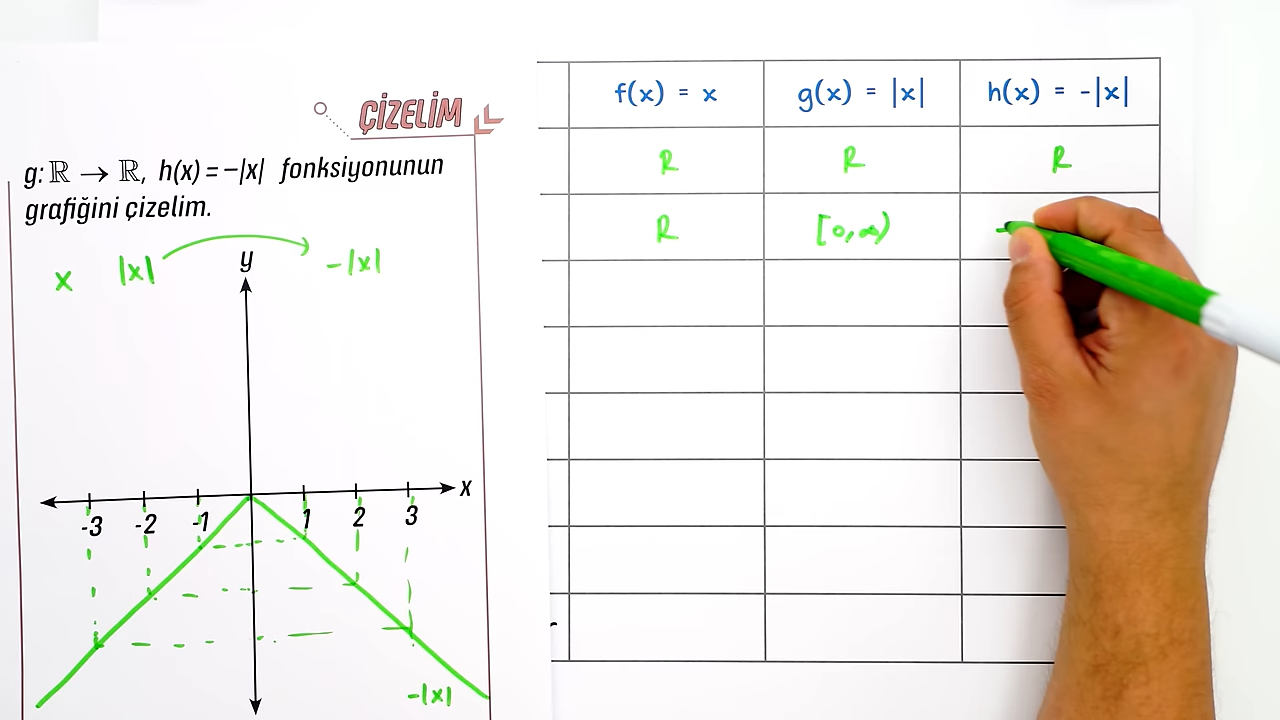 ÇİZELİM
g: ℝ → ℝ, h(x) = −|x| fonksiyonunun
grafiğini çizelim.
x |x| -|x|
y
x
-3 -2 -1 1 2 3
-|x|
f(x) = x g(x) = |x| h(x) = -|x|
R R R
R [0,∞)